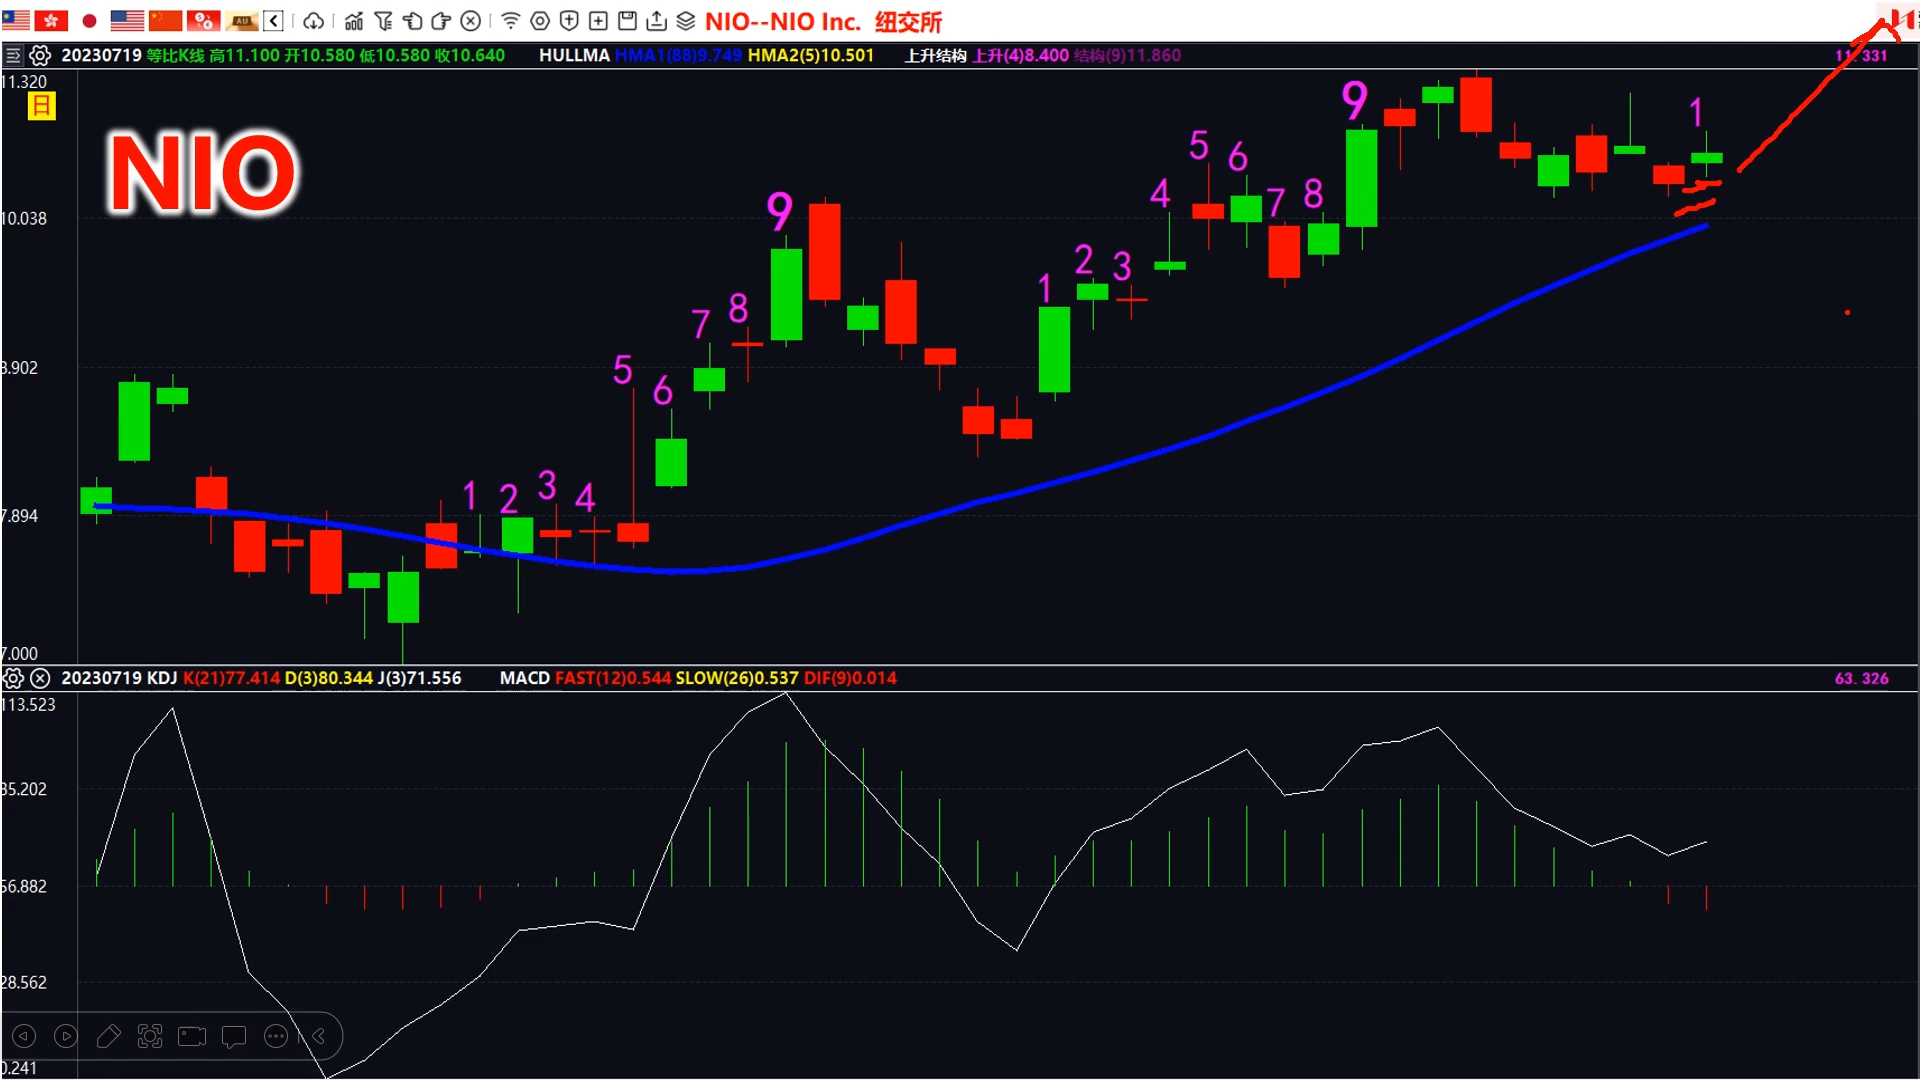 NIO--NIO Inc. 纽交所
20230719 等比K线 高11.100 开10.580 低10.580 收10.640 HULLMA HMA1(88)9.749 HMA2(5)10.501 上升结构 上升(4)8.400 结构(9)11.860
11.320
日
NIO
10.038
8.902
7.894
7.000
1 2 3 4 5 6 7 8 9
1 2 3 4 5 6 7 8 9
1
20230719 KDJ K(21)77.414 D(3)80.344 J(3)71.556 MACD FAST(12)0.544 SLOW(26)0.537 DIF(9)0.014 63.326
113.523
85.202
56.882
28.562
0.241